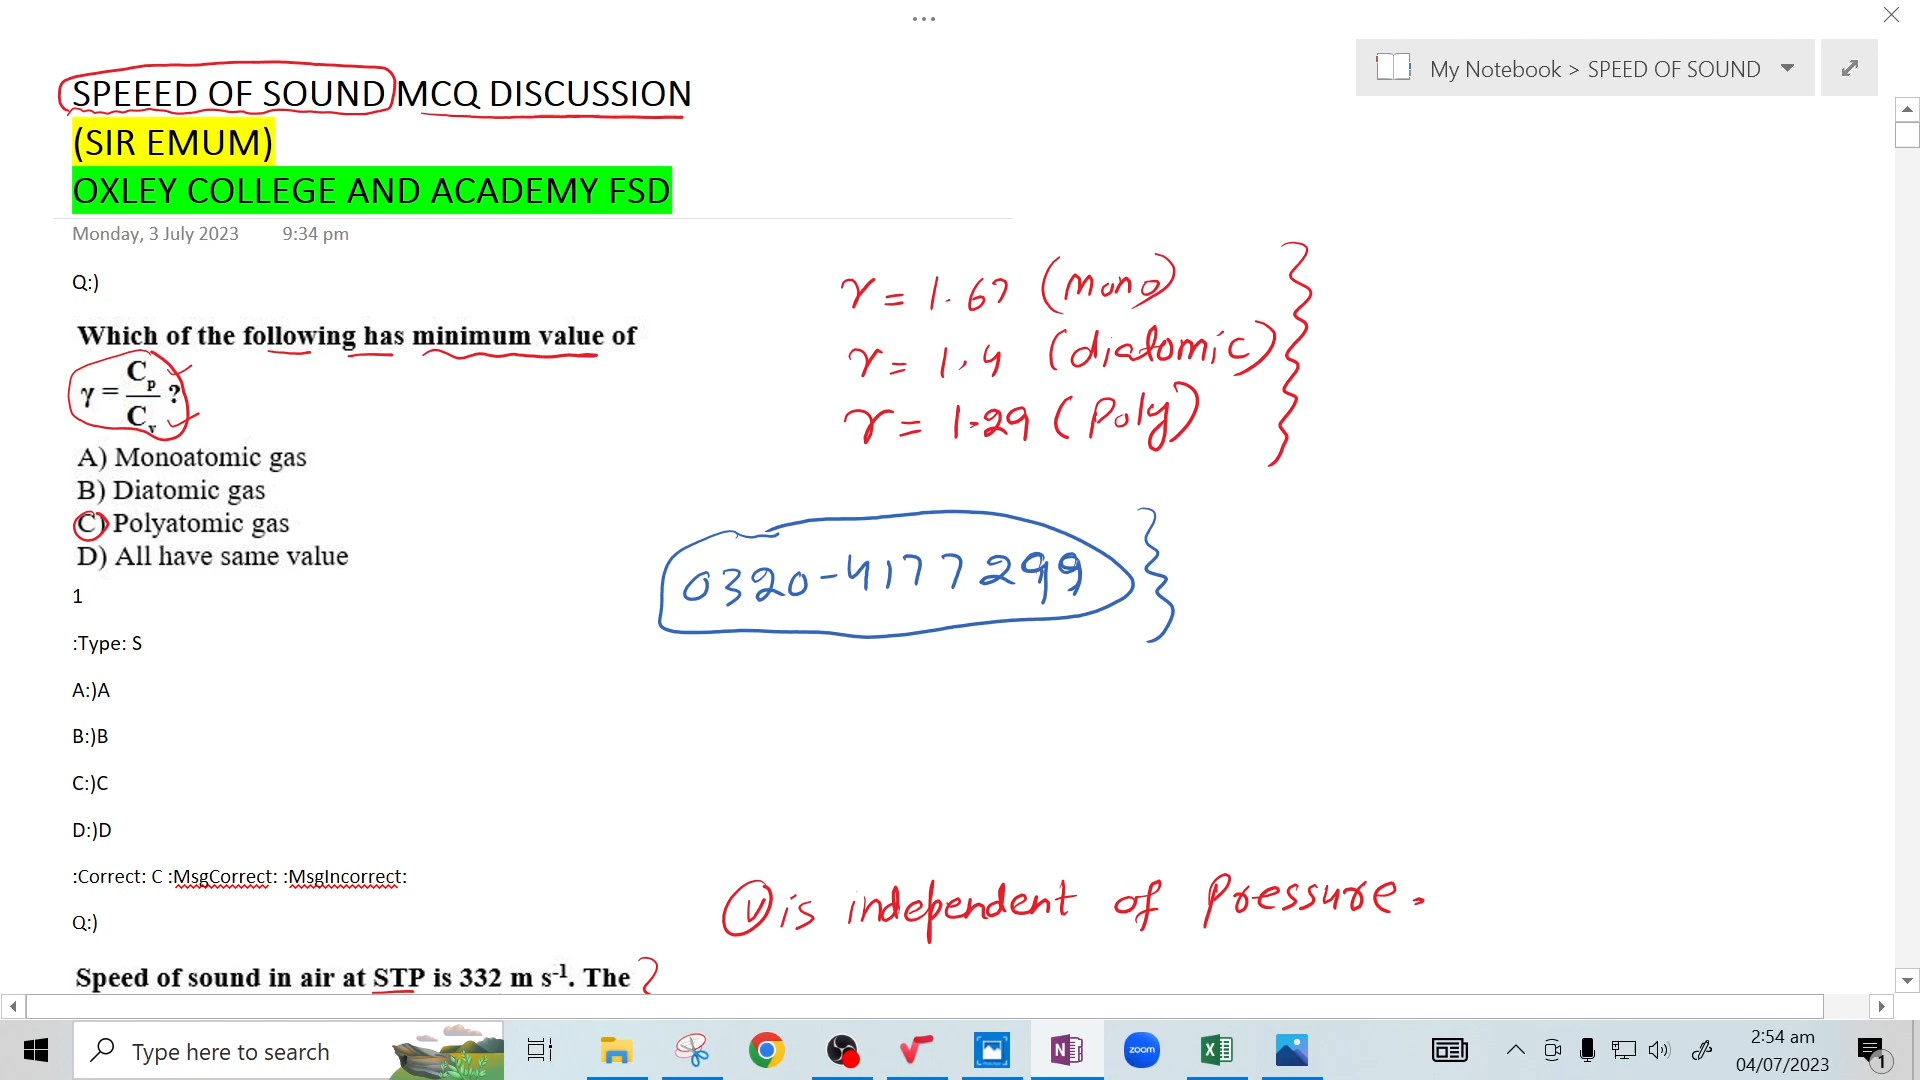 My Notebook > SPEED OF SOUND
SPEEED OF SOUND MCQ DISCUSSION
(SIR EMUM)
OXLEY COLLEGE AND ACADEMY FSD
Monday, 3 July 2023 9:34 pm
Q:)
Which of the following has minimum value of
γ = Cp/Cv ?
A) Monoatomic gas
B) Diatomic gas
C) Polyatomic gas
D) All have same value
γ = 1.67 (mono)
γ = 1.4 (diatomic)
γ = 1.29 (Poly)
0320-4177299
1
:Type: S
A:)A
B:)B
C:)C
D:)D
:Correct: C :MsgCorrect: :MsgIncorrect:
Q:)
v is independent of Pressure.
Speed of sound in air at STP is 332 m s⁻¹. The
Type here to search
zoom
2:54 am
04/07/2023
1